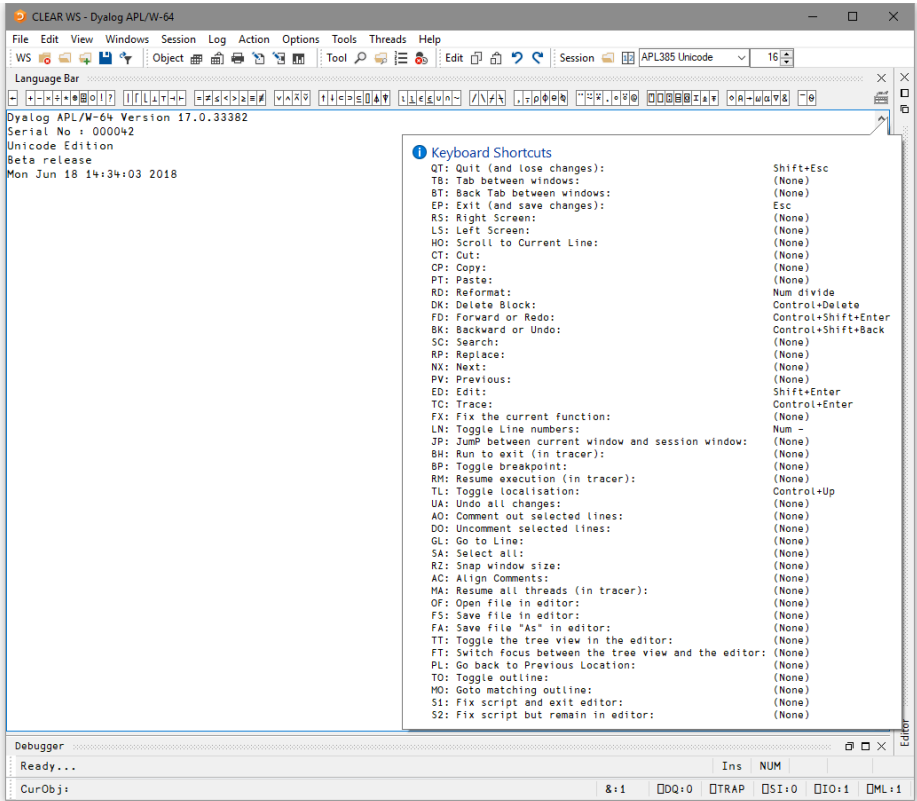 CLEAR WS - Dyalog APL/W-64
File Edit View Windows Session Log Action Options Tools Threads Help
WS Object Tool Edit Session APL385 Unicode 16
Language Bar
Dyalog APL/W-64 Version 17.0.33382
Serial No : 000042
Unicode Edition
Beta release
Mon Jun 18 14:34:03 2018
Keyboard Shortcuts
QT: Quit (and lose changes): Shift+Esc
TB: Tab between windows: (None)
BT: Back Tab between windows: (None)
EP: Exit (and save changes): Esc
RS: Right Screen: (None)
LS: Left Screen: (None)
HO: Scroll to Current Line: (None)
CT: Cut: (None)
CP: Copy: (None)
PT: Paste: (None)
RD: Reformat: Num divide
DK: Delete Block: Control+Delete
FD: Forward or Redo: Control+Shift+Enter
BK: Backward or Undo: Control+Shift+Back
SC: Search: (None)
RP: Replace: (None)
NX: Next: (None)
PV: Previous: (None)
ED: Edit: Shift+Enter
TC: Trace: Control+Enter
FX: Fix the current function: (None)
LN: Toggle Line numbers: Num -
JP: JumP between current window and session window: (None)
BH: Run to exit (in tracer): (None)
BP: Toggle breakpoint: (None)
RM: Resume execution (in tracer): (None)
TL: Toggle localisation: Control+Up
UA: Undo all changes: (None)
AO: Comment out selected lines: (None)
DO: Uncomment selected lines: (None)
GL: Go to Line: (None)
SA: Select all: (None)
RZ: Snap window size: (None)
AC: Align Comments: (None)
MA: Resume all threads (in tracer): (None)
OF: Open file in editor: (None)
FS: Save file in editor: (None)
FA: Save file "As" in editor: (None)
TT: Toggle the tree view in the editor: (None)
FT: Switch focus between the tree view and the editor: (None)
PL: Go back to Previous Location: (None)
TO: Toggle outline: (None)
MO: Goto matching outline: (None)
S1: Fix script and exit editor: (None)
S2: Fix script but remain in editor: (None)
Editor
Debugger
Ready... Ins NUM
CurObj: &:1 ⎕DQ:0 ⎕TRAP ⎕SI:0 ⎕IO:1 ⎕ML:1